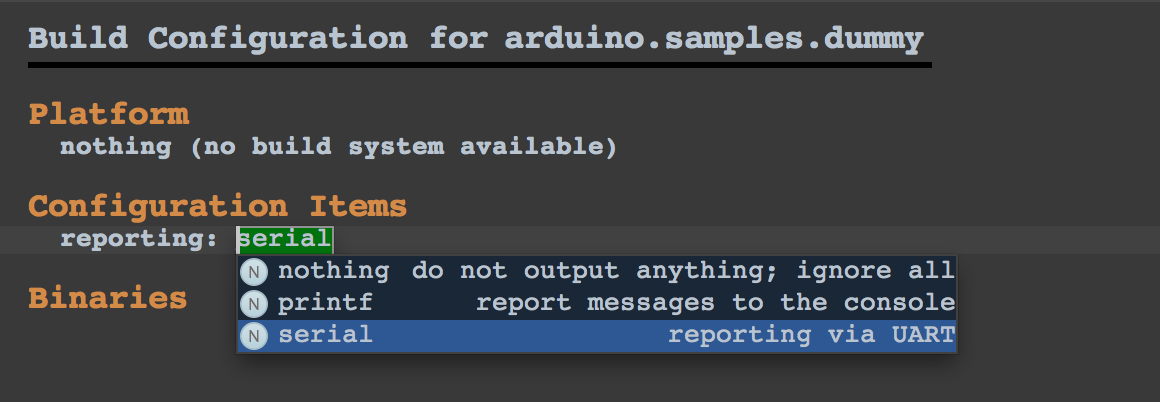 Build Configuration for arduino.samples.dummy
Platform
nothing (no build system available)
Configuration Items
reporting: serial
N nothing do not output anything; ignore all
N printf report messages to the console
N serial reporting via UART
Binaries